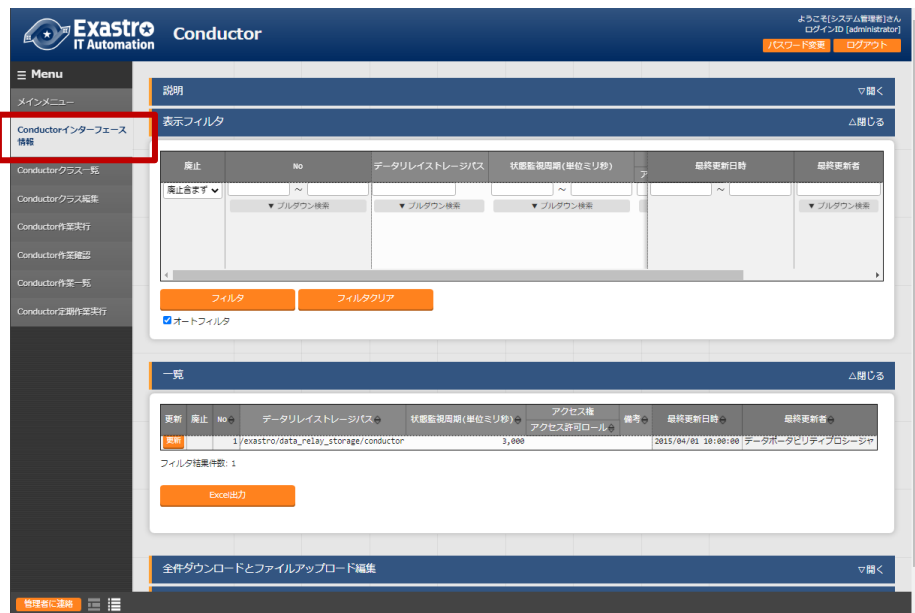 Exastro
IT Automation
Conductor
ようこそ[システム管理者]さん
ログインID [administrator]
パスワード変更
ログアウト
Menu
メインメニュー
Conductorインターフェース
情報
Conductorクラス一覧
Conductorクラス編集
Conductor作業実行
Conductor作業確認
Conductor作業一覧
Conductor定期作業実行
説明
▽開く
表示フィルタ
△閉じる
廃止 No データリレイストレージパス 状態監視周期(単位ミリ秒) ア 最終更新日時 最終更新者
廃止含まず ～ ～ ～
▼ プルダウン検索 ▼ プルダウン検索 ▼ プルダウン検索 ▼ プルダウン検索
フィルタ
フィルタクリア
オートフィルタ
一覧
△閉じる
更新 廃止 No データリレイストレージパス 状態監視周期(単位ミリ秒) アクセス権 備考 最終更新日時 最終更新者
アクセス許可ロール
更新 1 /exastro/data_relay_storage/conductor 3,000 2015/04/01 10:00:00 データポータビリティプロシージャ
フィルタ結果件数: 1
Excel出力
全件ダウンロードとファイルアップロード編集
▽開く
管理者に連絡